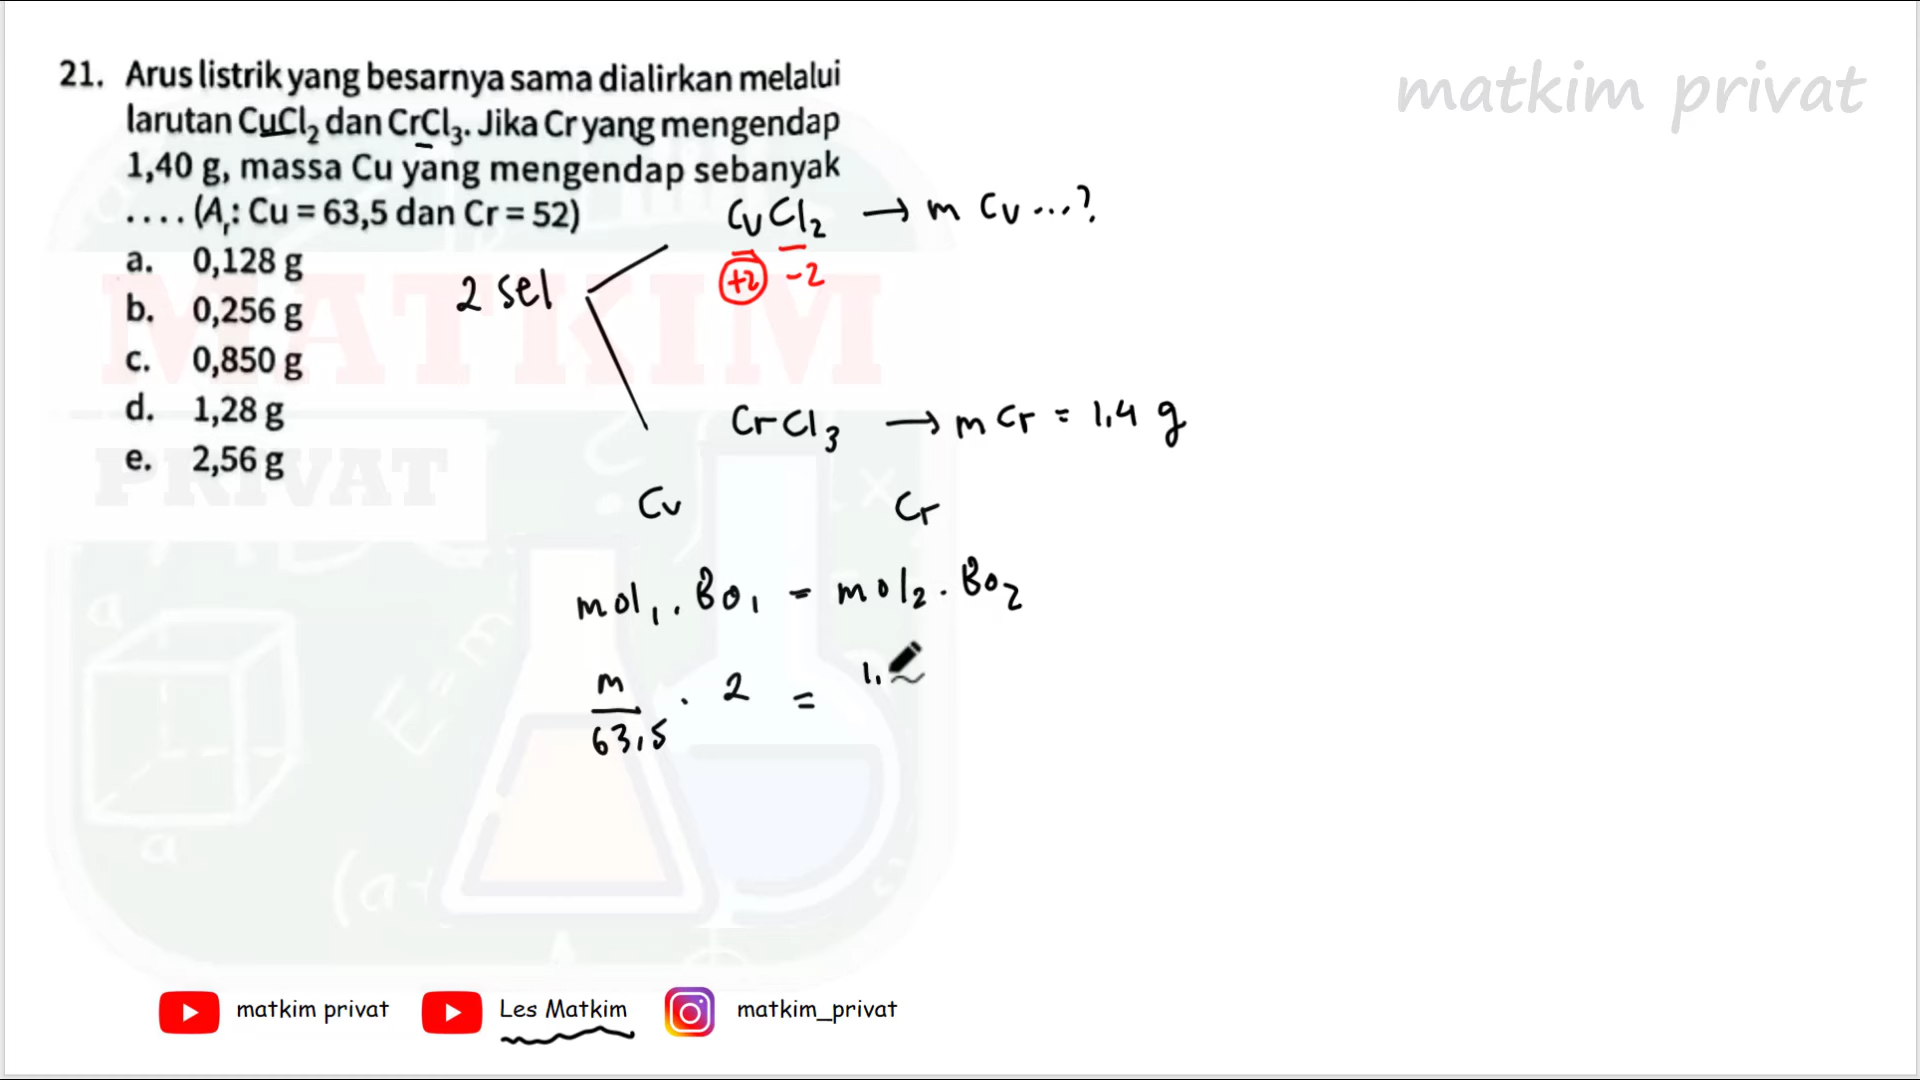 matkim privat
21. Arus listrik yang besarnya sama dialirkan melalui
larutan CuCl₂ dan CrCl₃. Jika Cr yang mengendap
1,40 g, massa Cu yang mengendap sebanyak
.... (Aᵣ: Cu = 63,5 dan Cr = 52)
a. 0,128 g
b. 0,256 g
c. 0,850 g
d. 1,28 g
e. 2,56 g
2 sel
CuCl₂ → m Cu ...?
+2 -2
CrCl₃ → m Cr = 1,4 g
Cu Cr
mol₁ . Bo₁ = mol₂ . Bo₂
m/63,5 . 2 = 1,
MATKIM
PRIVAT
a
a
E=m
(a+
matkim privat Les Matkim matkim_privat